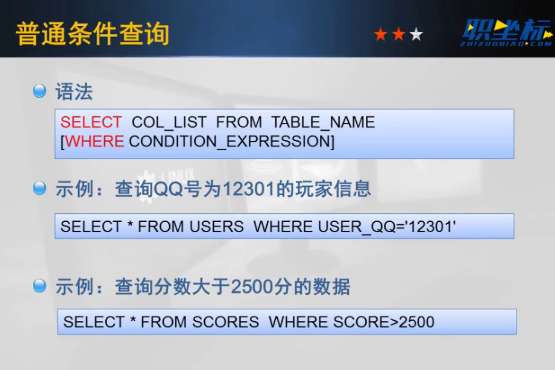 普通条件查询
职坐标
ZHIZUOBIAO.COM
语法
SELECT COL_LIST FROM TABLE_NAME
[WHERE CONDITION_EXPRESSION]
示例：查询QQ号为12301的玩家信息
SELECT * FROM USERS WHERE USER_QQ='12301'
示例：查询分数大于2500分的数据
SELECT * FROM SCORES WHERE SCORE>2500